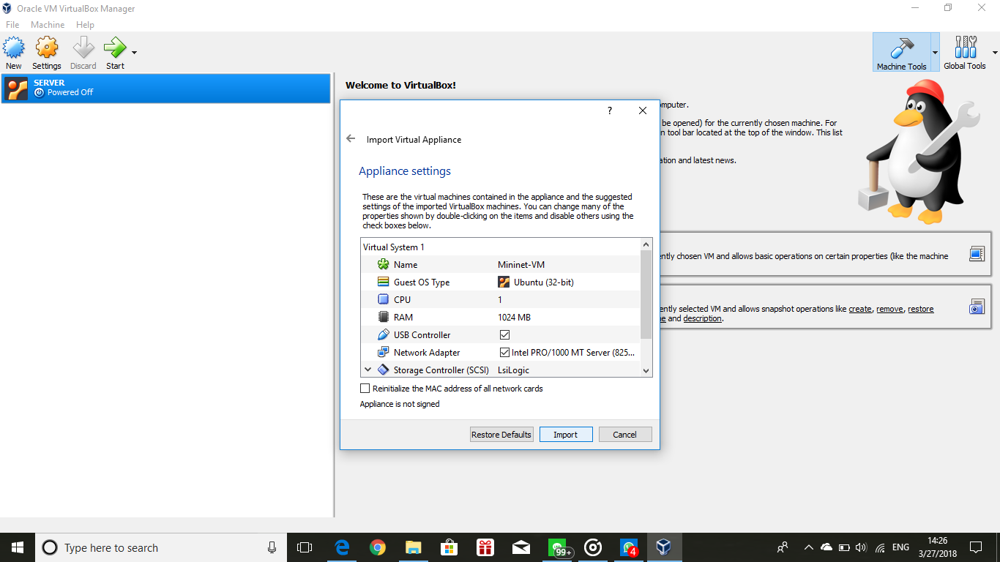 Oracle VM VirtualBox Manager
File Machine Help
New Settings Discard Start
Machine Tools Global Tools
SERVER
Powered Off
Welcome to VirtualBox!
omputer.
be opened) for the currently chosen machine. For
n tool bar located at the top of the window. This list
ation and latest news.
ently chosen VM and allows basic operations on certain properties (like the machine
ently selected VM and allows snapshot operations like create, remove, restore
e and description.
?
Import Virtual Appliance
Appliance settings
These are the virtual machines contained in the appliance and the suggested
settings of the imported VirtualBox machines. You can change many of the
properties shown by double-clicking on the items and disable others using the
check boxes below.
Virtual System 1
Name Mininet-VM
Guest OS Type Ubuntu (32-bit)
CPU 1
RAM 1024 MB
USB Controller
Network Adapter Intel PRO/1000 MT Server (825...
Storage Controller (SCSI) LsiLogic
Reinitialize the MAC address of all network cards
Appliance is not signed
Restore Defaults Import Cancel
Type here to search
99+
4
ENG
14:26
3/27/2018